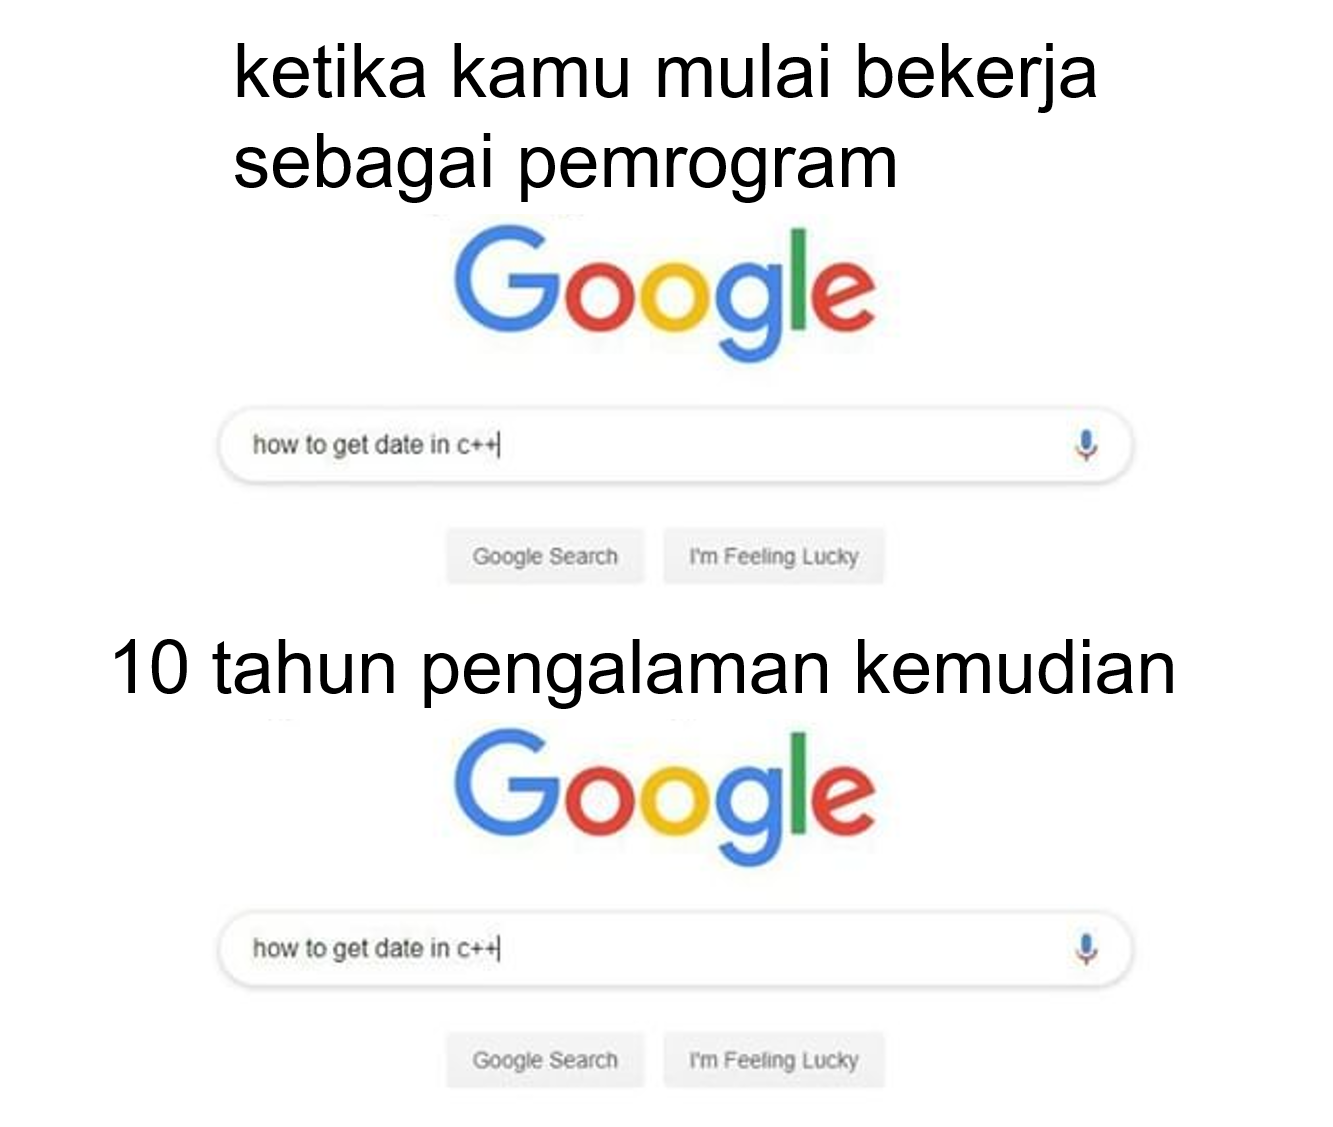 ketika kamu mulai bekerja
sebagai pemrogram
Google
how to get date in c++
Google Search I'm Feeling Lucky
10 tahun pengalaman kemudian
Google
how to get date in c++
Google Search I'm Feeling Lucky